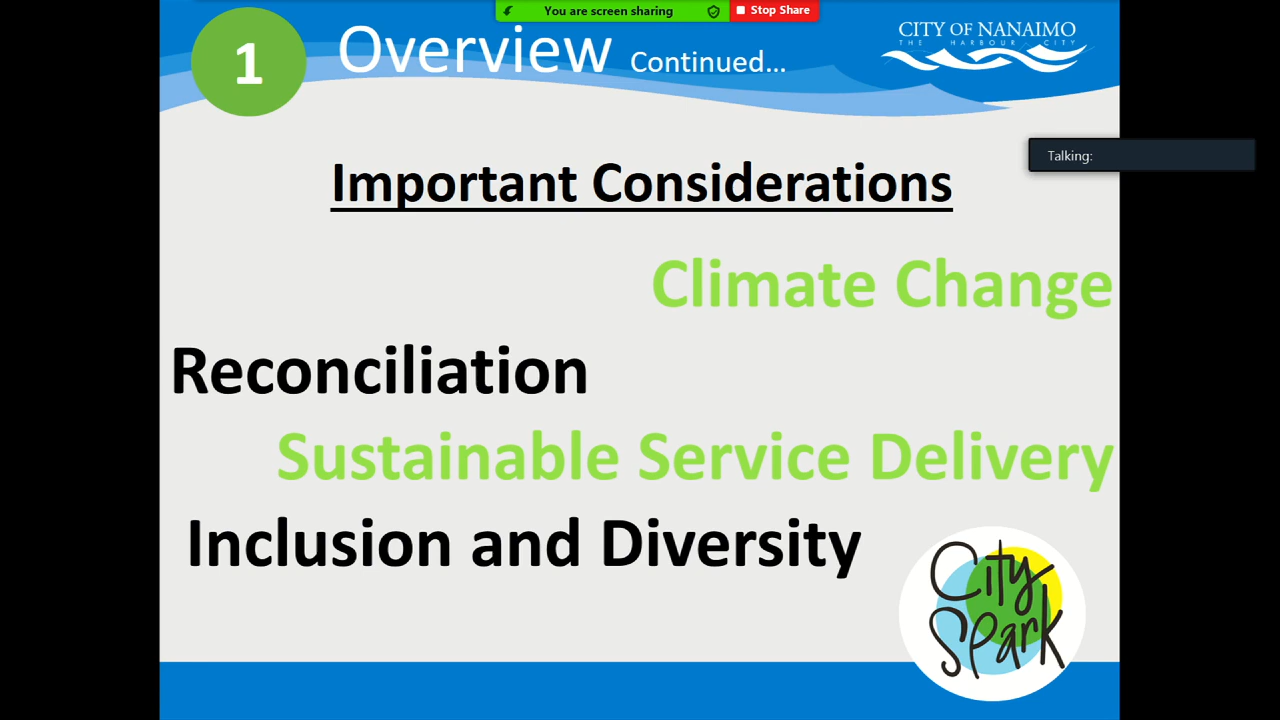 You are screen sharing
Stop Share
1
Overview Continued...
CITY OF NANAIMO
THE HARBOUR CITY
Talking:
Important Considerations
Climate Change
Reconciliation
Sustainable Service Delivery
Inclusion and Diversity
City
Spark